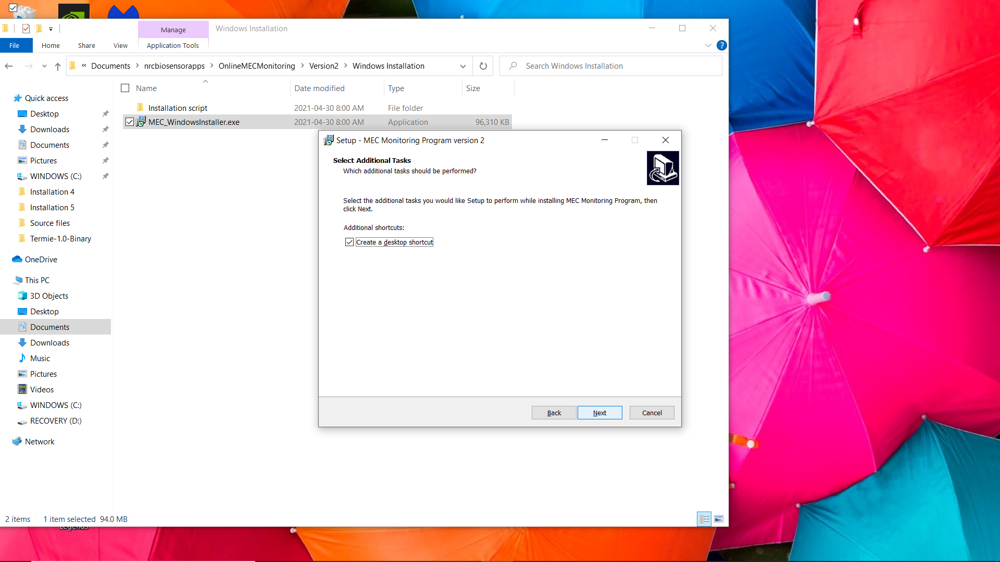 Manage
Windows Installation
File
Home
Share
View
Application Tools
?
« Documents > nrcbiosensorapps > OnlineMECMonitoring > Version2 > Windows Installation
Search Windows Installation
Name
Date modified
Type
Size
Installation script
2021-04-30 8:00 AM
File folder
MEC_WindowsInstaller.exe
2021-04-30 8:00 AM
Application
96,310 KB
Quick access
Desktop
Downloads
Documents
Pictures
WINDOWS (C:)
Installation 4
Installation 5
Source files
Termie-1.0-Binary
OneDrive
This PC
3D Objects
Desktop
Documents
Downloads
Music
Pictures
Videos
WINDOWS (C:)
RECOVERY (D:)
Network
Setup - MEC Monitoring Program version 2
Select Additional Tasks
Which additional tasks should be performed?
Select the additional tasks you would like Setup to perform while installing MEC Monitoring Program, then
click Next.
Additional shortcuts:
Create a desktop shortcut
Back
Next
Cancel
2 items
1 item selected 94.0 MB
Legends